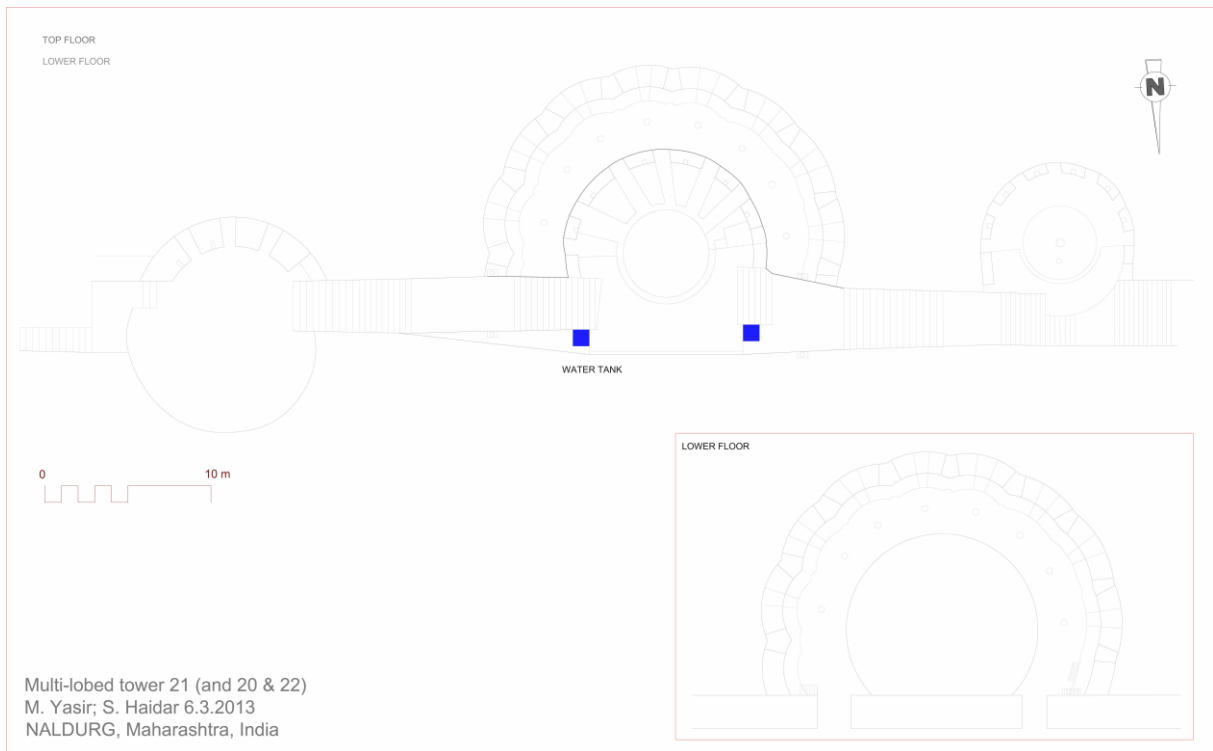 TOP FLOOR
LOWER FLOOR
N
WATER TANK
0 10 m
LOWER FLOOR
Multi-lobed tower 21 (and 20 & 22)
M. Yasir; S. Haidar 6.3.2013
NALDURG, Maharashtra, India